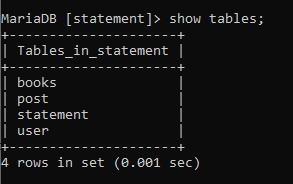 MariaDB [statement]> show tables;
+---------------------+
| Tables_in_statement |
+---------------------+
| books               |
| post                |
| statement           |
| user                |
+---------------------+
4 rows in set (0.001 sec)